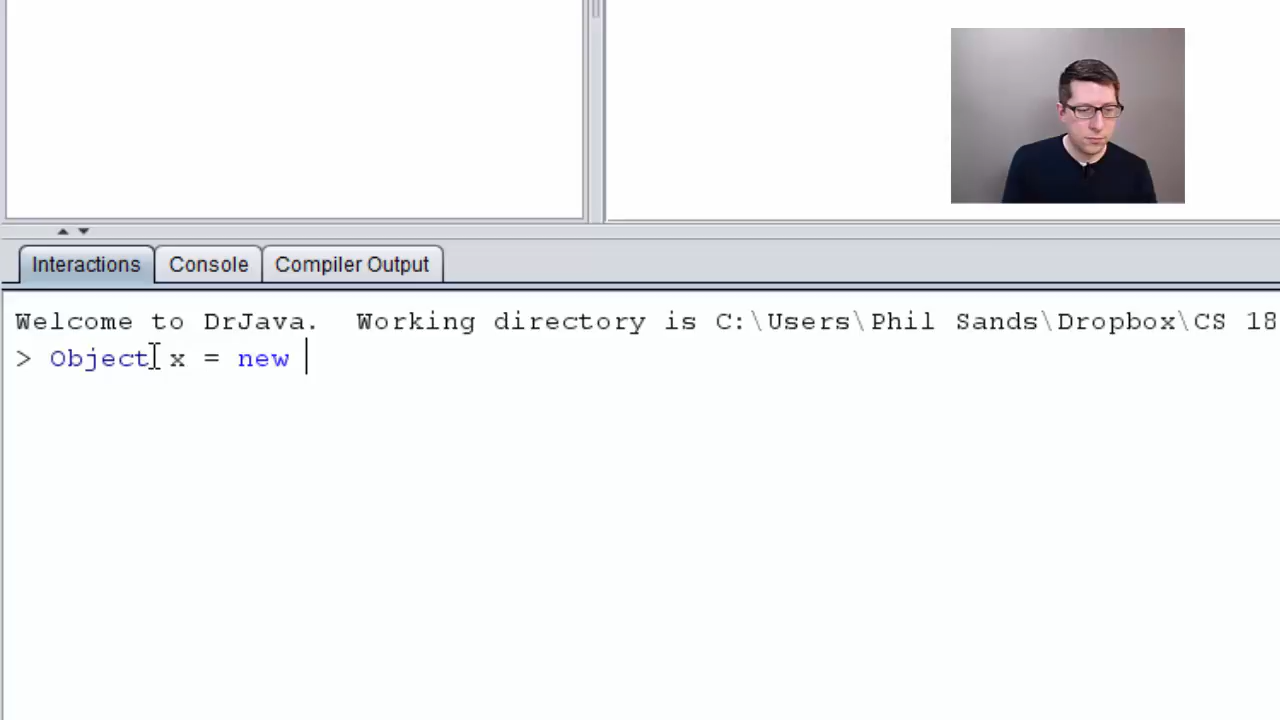 Interactions Console Compiler Output
Welcome to DrJava.  Working directory is C:\Users\Phil Sands\Dropbox\CS 18
> Object x = new